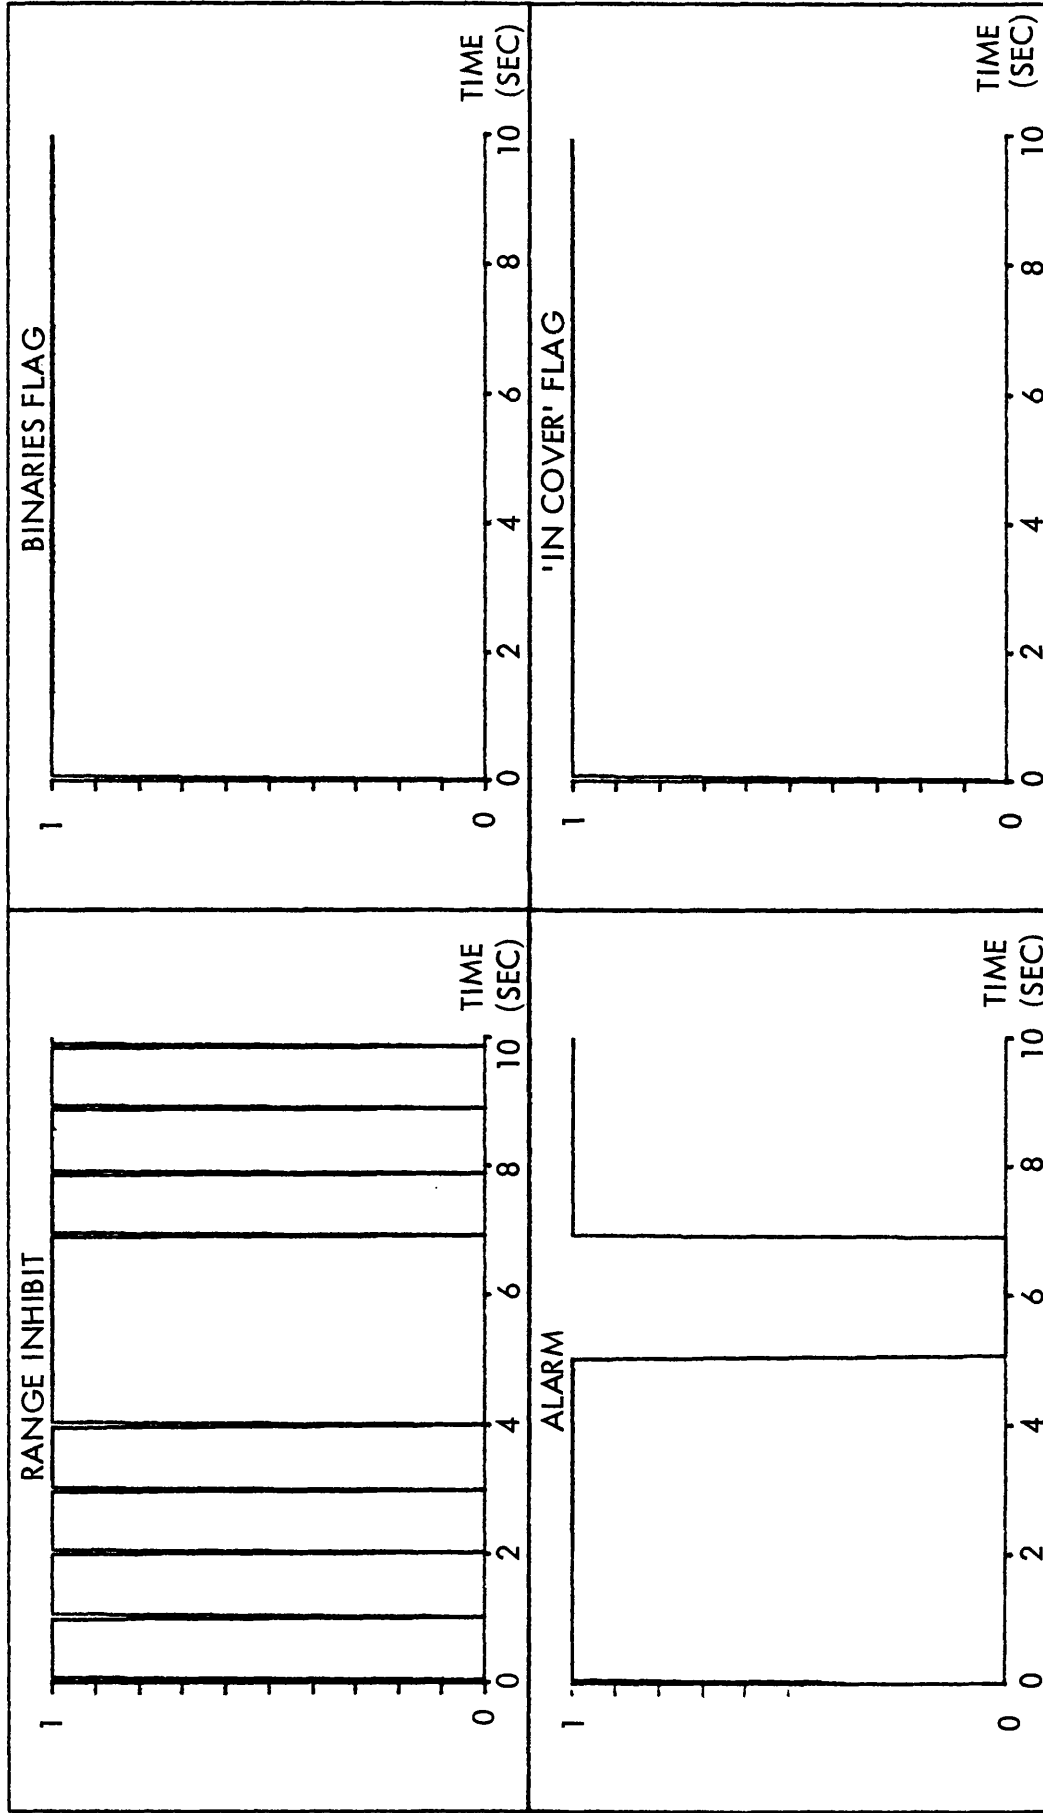 RANGE INHIBIT
1
0
0 2 4 6 8 10
TIME
(SEC)
BINARIES FLAG
1
0
0 2 4 6 8 10
TIME
(SEC)
ALARM
1
0
0 2 4 6 8 10
TIME
(SEC)
'IN COVER' FLAG
1
0
0 2 4 6 8 10
TIME
(SEC)